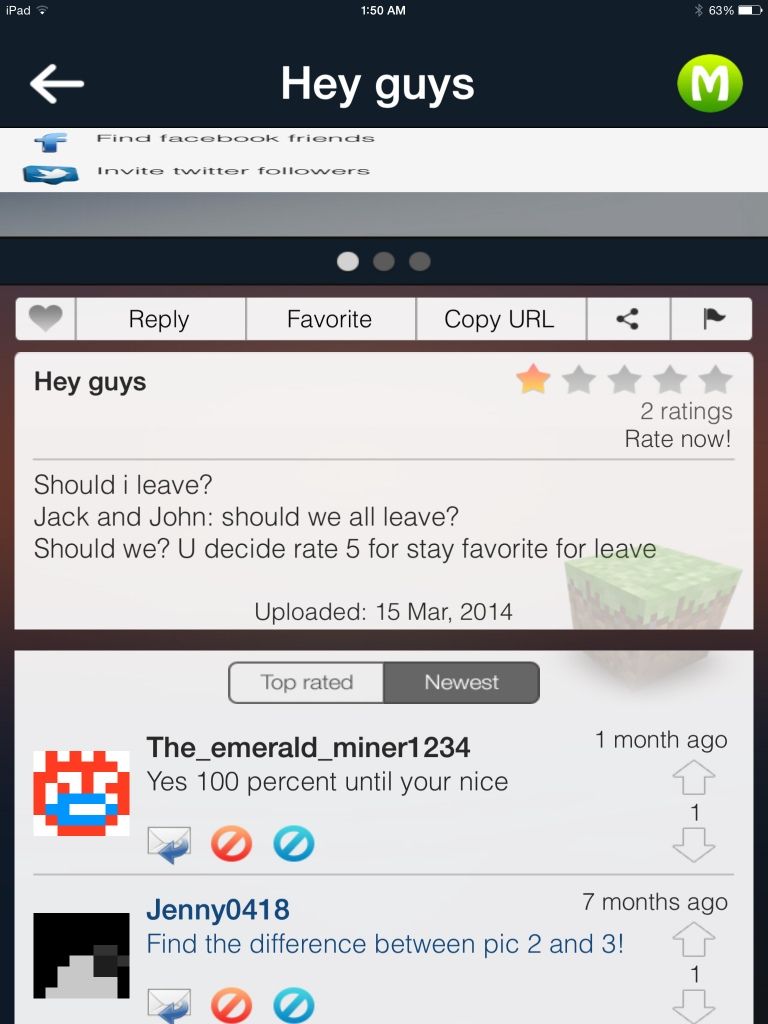 iPad 1:50 AM 63%
Hey guys M
f Find facebook friends
Invite twitter followers
Reply Favorite Copy URL
Hey guys
2 ratings
Rate now!
Should i leave?
Jack and John: should we all leave?
Should we? U decide rate 5 for stay favorite for leave
Uploaded: 15 Mar, 2014
Top rated Newest
The_emerald_miner1234 1 month ago
Yes 100 percent until your nice
1
Jenny0418 7 months ago
Find the difference between pic 2 and 3!
1